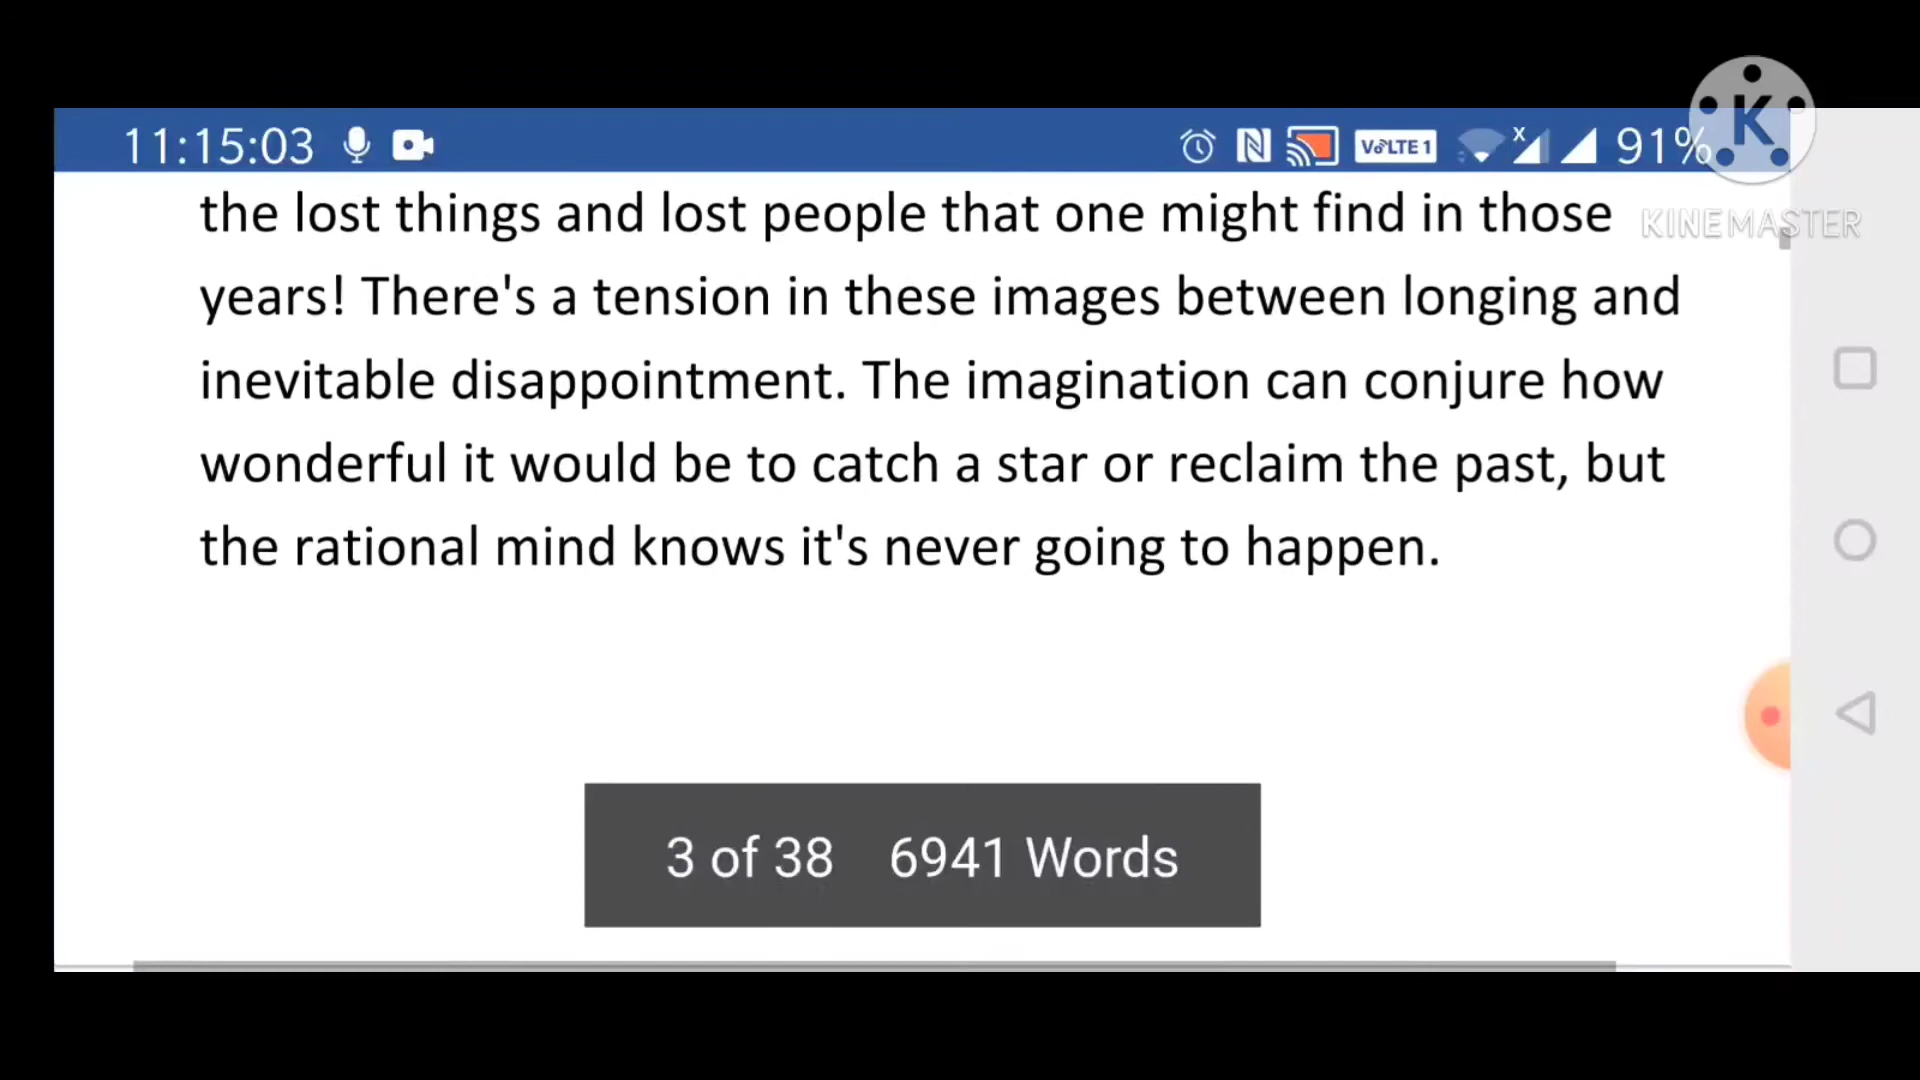 11:15:03 VoLTE 1 91%
K
KINEMASTER
the lost things and lost people that one might find in those
years! There's a tension in these images between longing and
inevitable disappointment. The imagination can conjure how
wonderful it would be to catch a star or reclaim the past, but
the rational mind knows it's never going to happen.
3 of 38 6941 Words